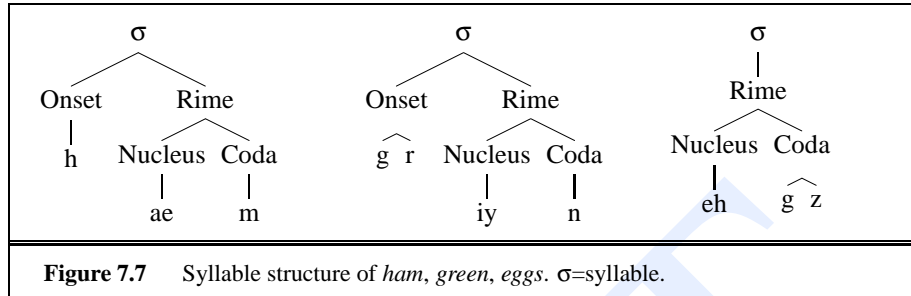 σ σ σ
Onset Rime Onset Rime Rime
h Nucleus Coda g r Nucleus Coda Nucleus Coda
ae m iy n eh g z
Figure 7.7 Syllable structure of ham, green, eggs. σ=syllable.